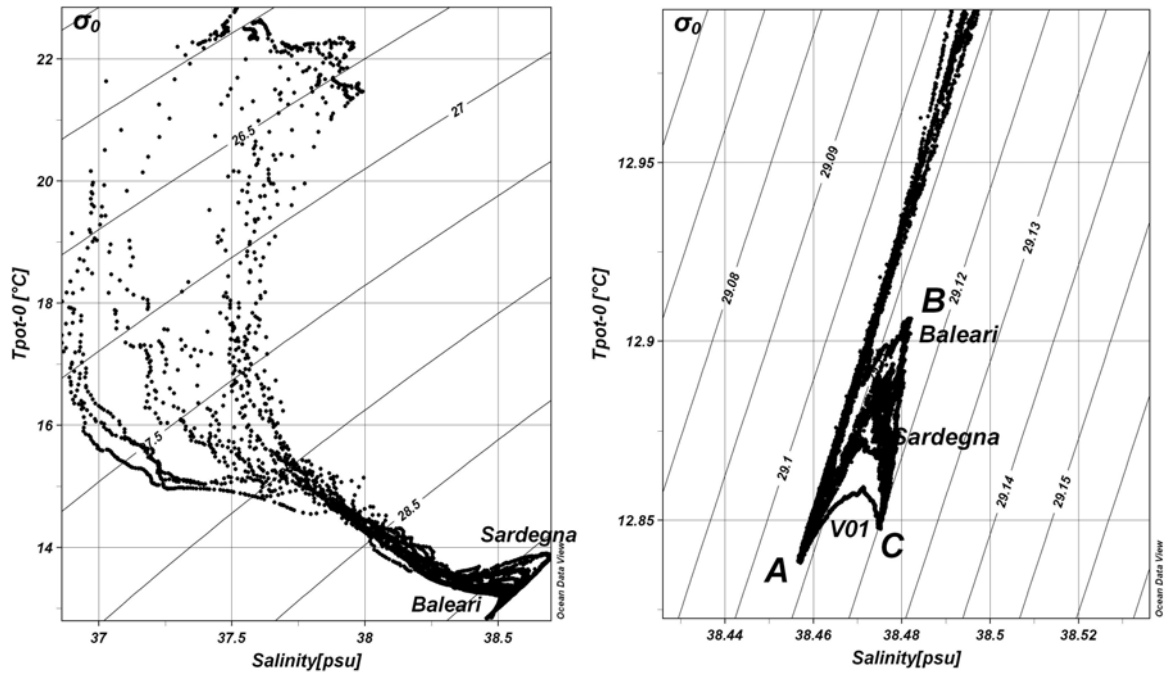 σ₀
22
20
18
16
14
Tpot-0 [°C]
26.5
27
7.5
28.5
Sardegna
Baleari
37
37.5
38
38.5
Salinity[psu]
Ocean Data View
σ₀
12.95
12.9
12.85
Tpot-0 [°C]
29.09
29.08
29.13
29.12
B
Baleari
Sardegna
29.1
29.14
29.15
V01
C
A
38.44
38.46
38.48
38.5
38.52
Salinity[psu]
Ocean Data View